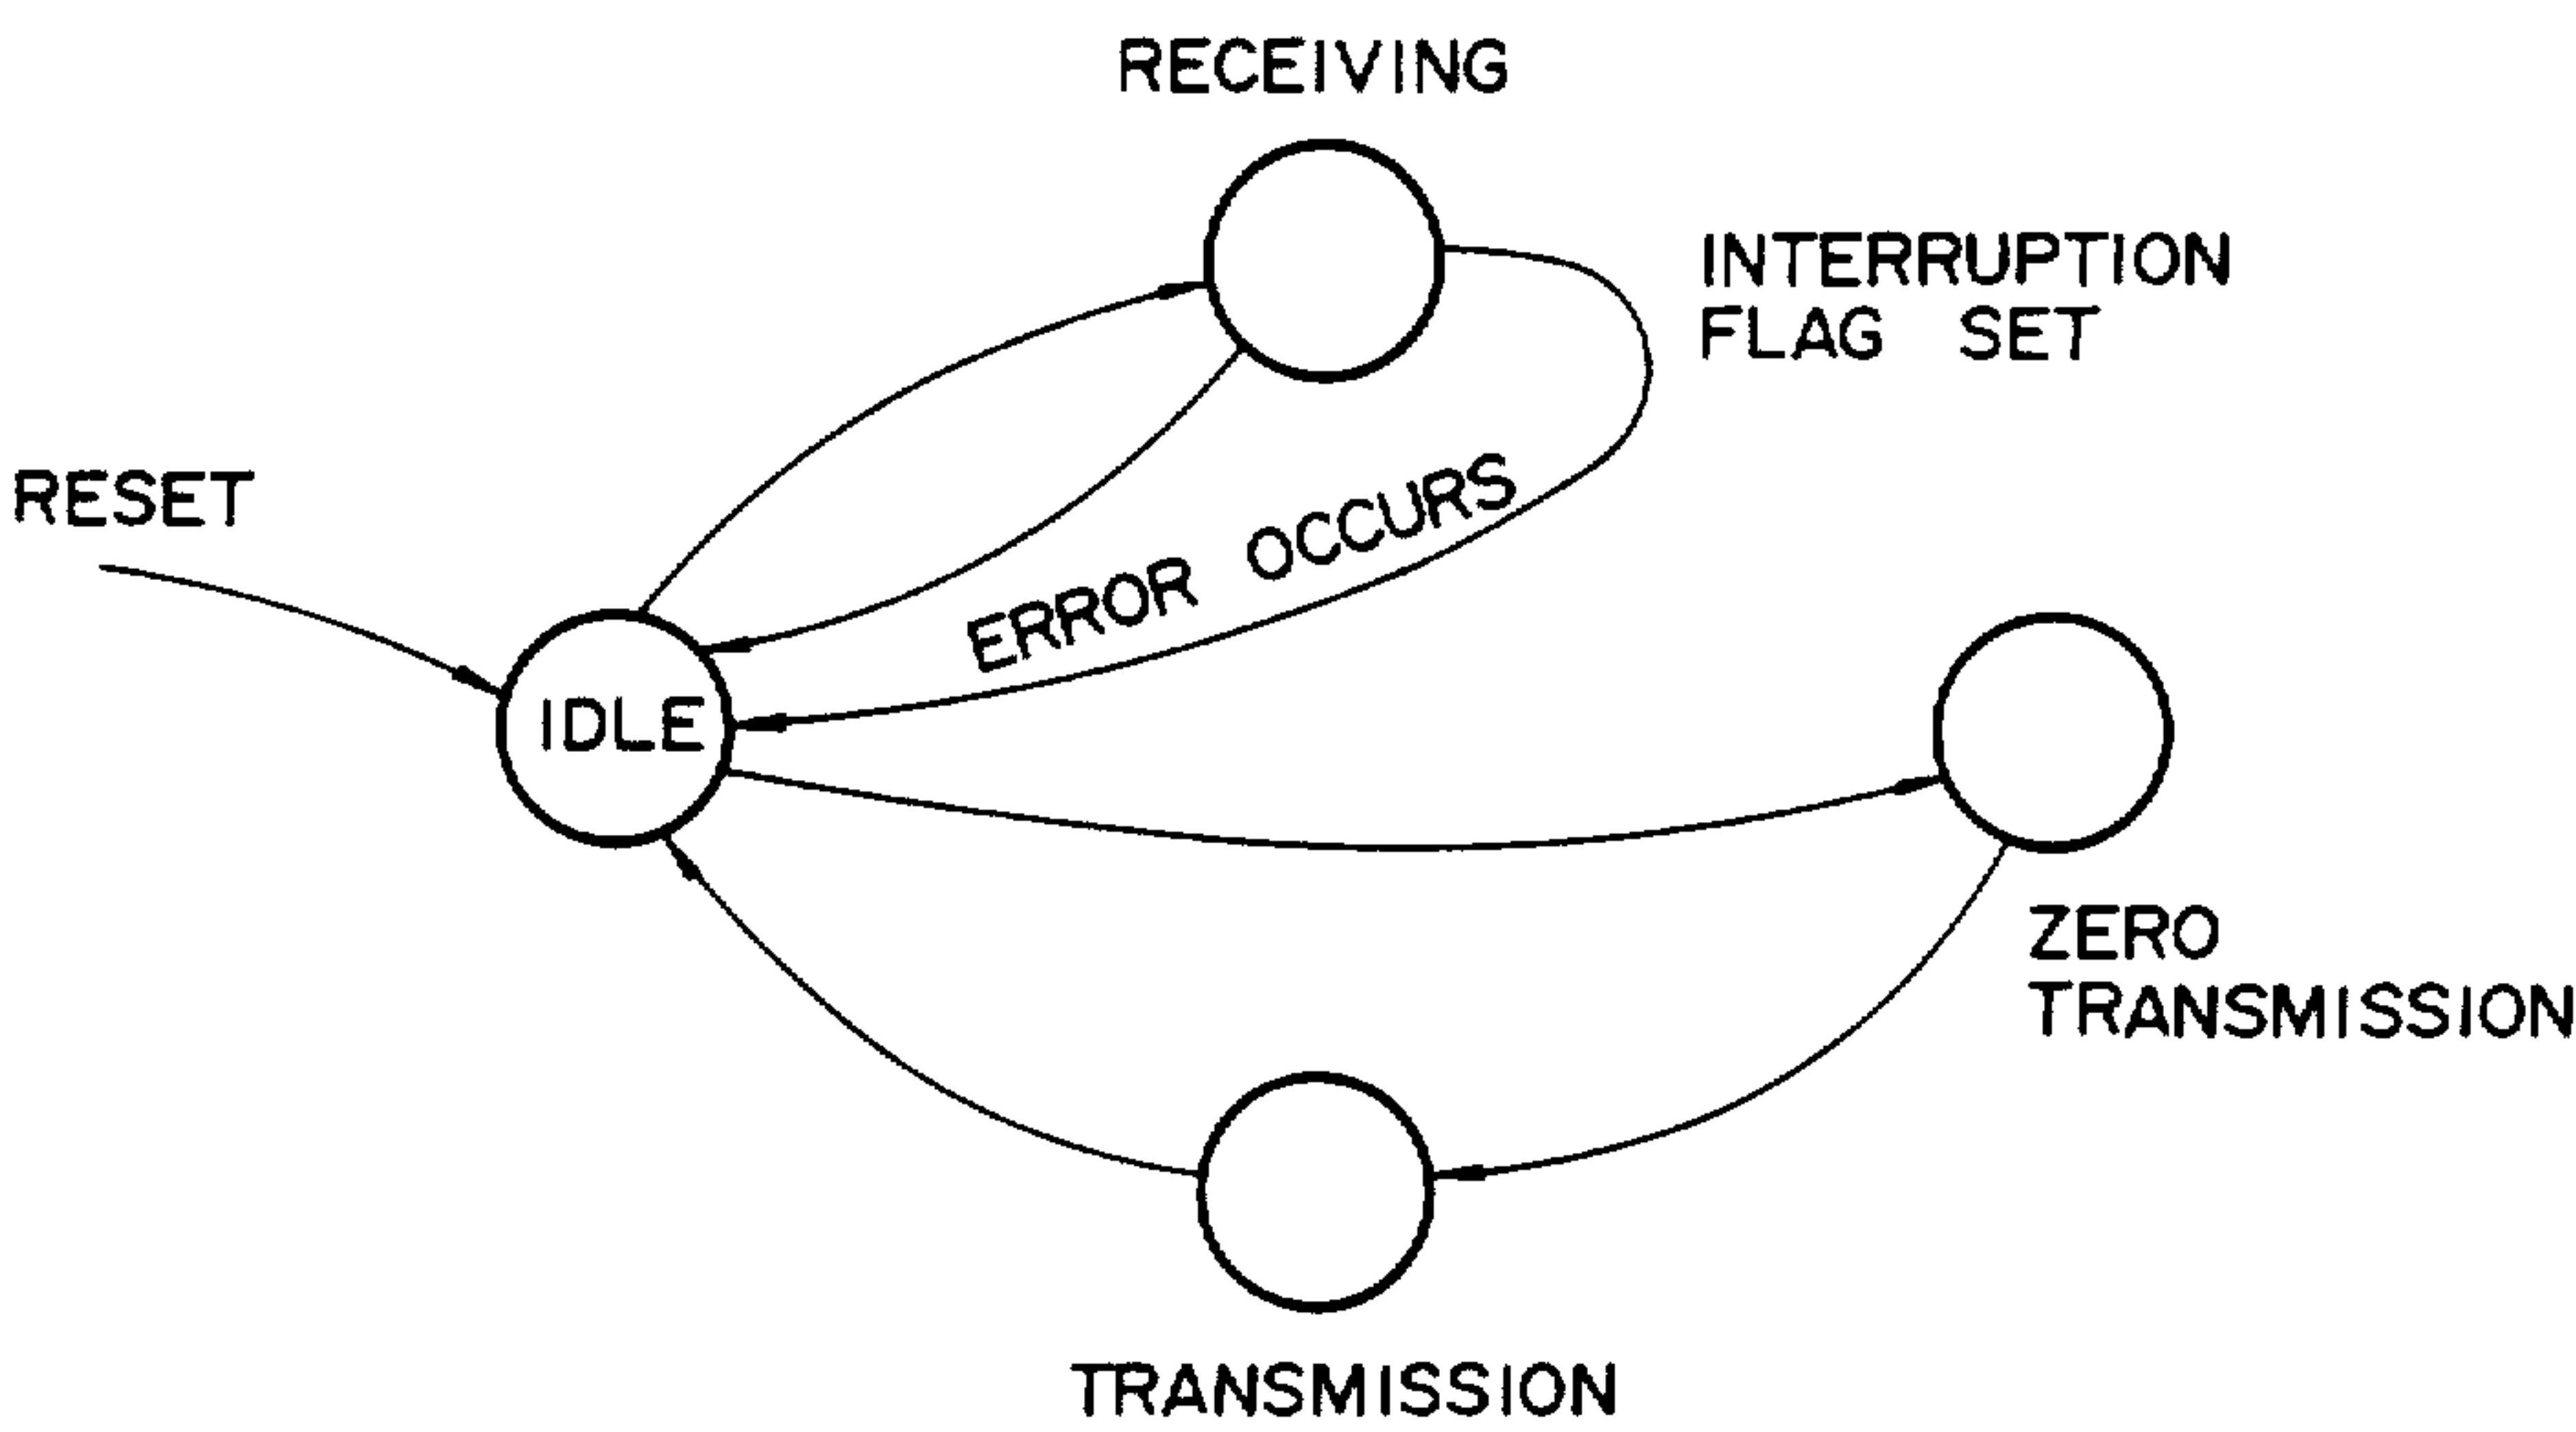 RECEIVING
INTERRUPTION
FLAG SET
RESET
ERROR OCCURS
IDLE
ZERO
TRANSMISSION
TRANSMISSION